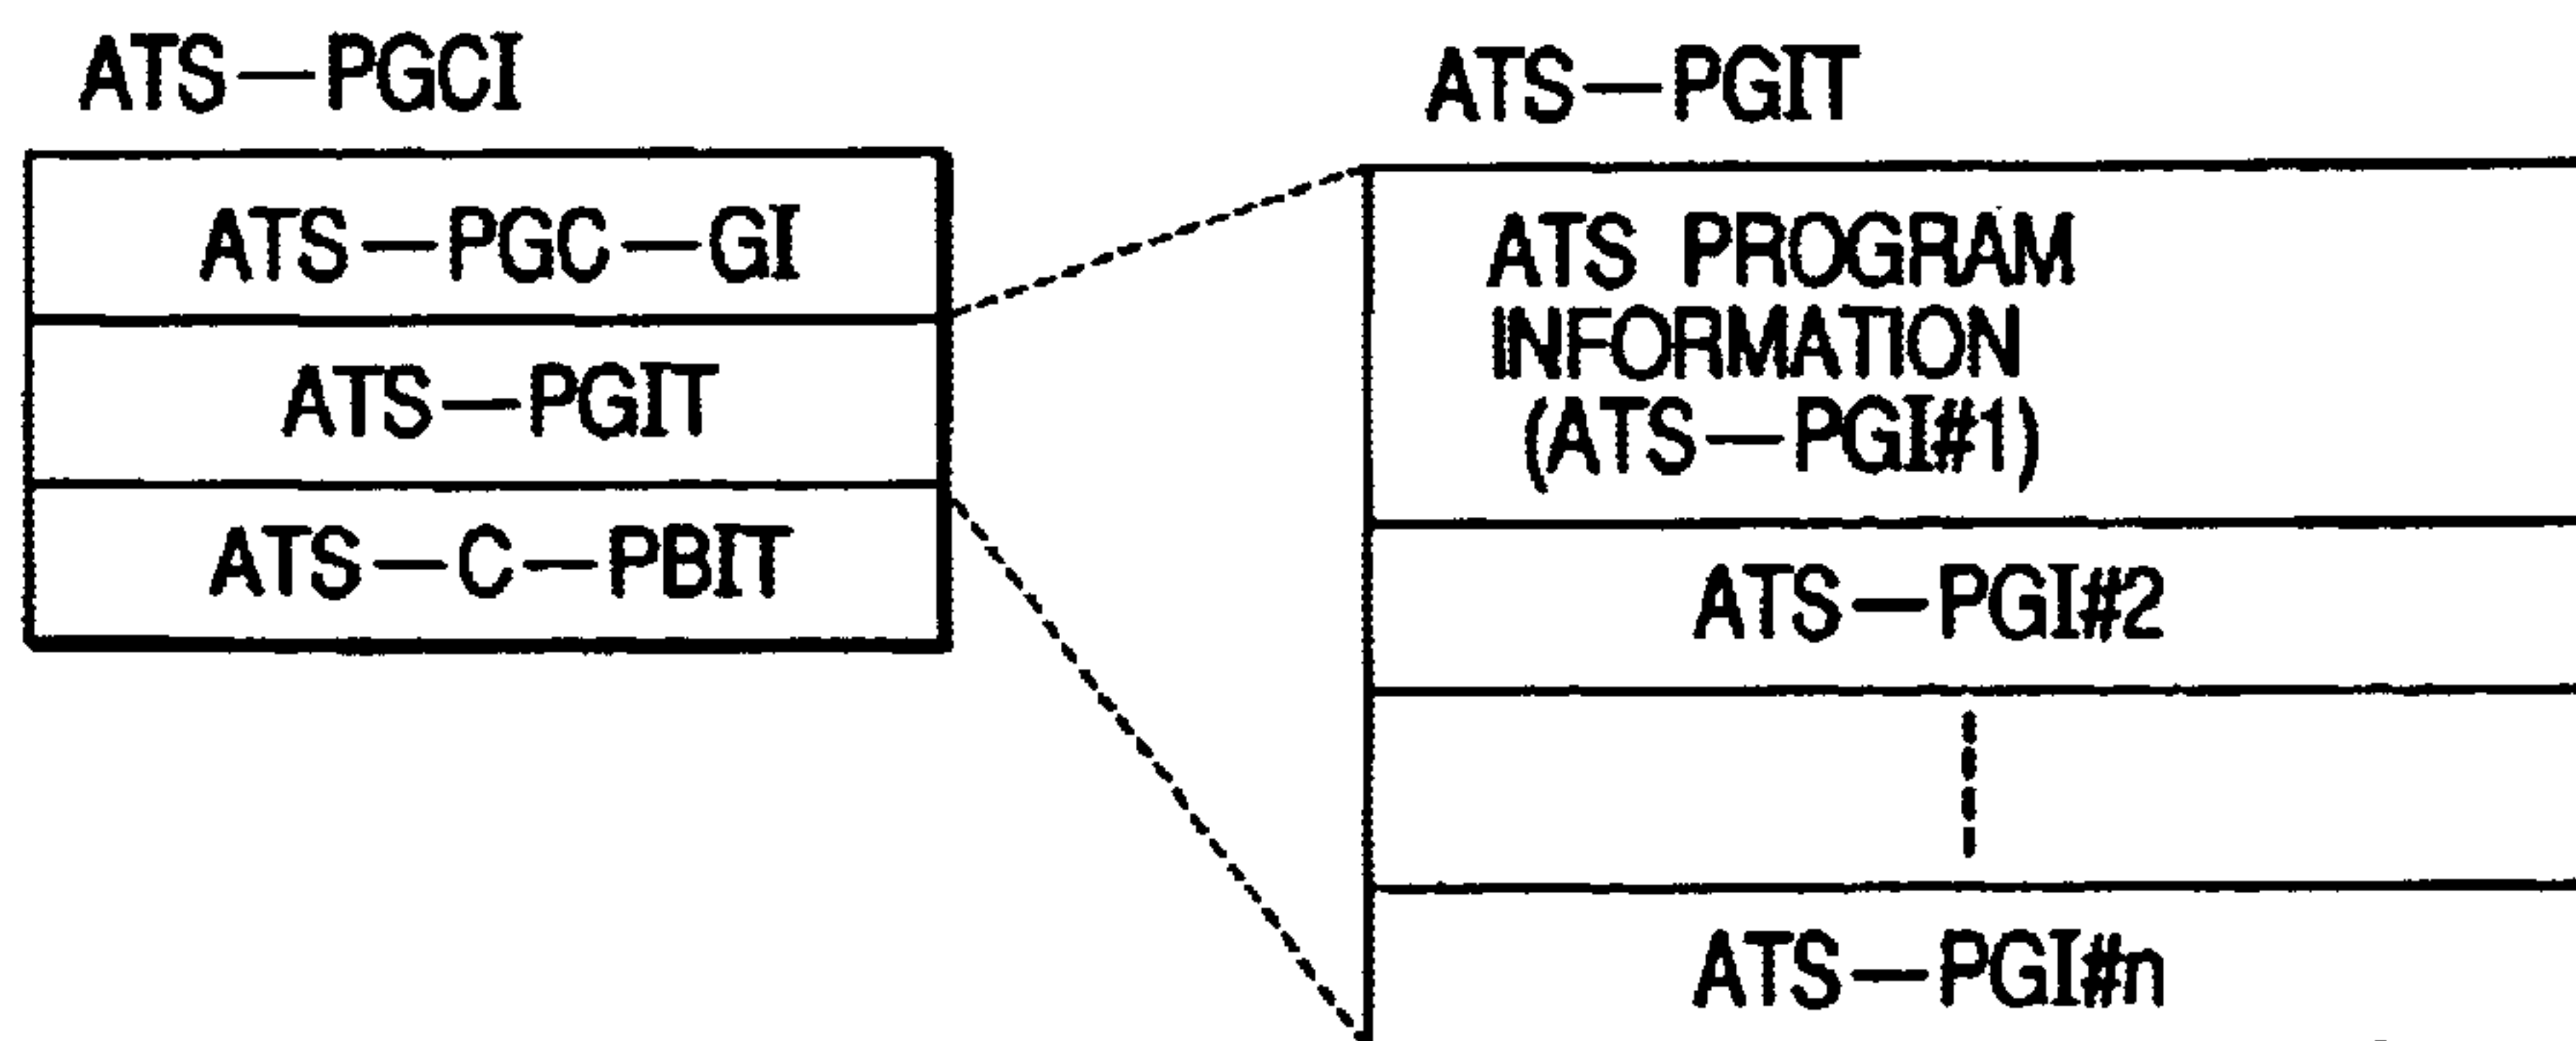 ATS—PGCI
ATS—PGC—GI
ATS—PGIT
ATS—C—PBIT
ATS—PGIT
ATS PROGRAM
INFORMATION
(ATS—PGI#1)
ATS—PGI#2
ATS—PGI#n